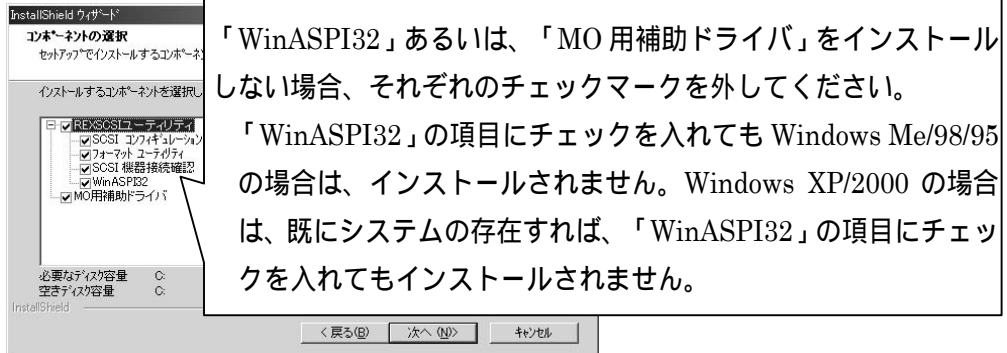 InstallShield ウィザード
コンポーネントの選択
セットアップでインストールするコンポーネ
インストールするコンポーネントを選択し
REXSCSIユーティリティ
SCSI コンフィギュレーション
フォーマット ユーティリティ
SCSI 機器接続確認
WinASPI32
MO用補助ドライバ
必要なディスク容量 C:
空きディスク容量 C:
InstallShield
< 戻る(B) 次へ (N)> キャンセル
「WinASPI32」あるいは、「MO 用補助ドライバ」をインストール
しない場合、それぞれのチェックマークを外してください。
「WinASPI32」の項目にチェックを入れても Windows Me/98/95
の場合は、インストールされません。Windows XP/2000 の場合
は、既にシステムの存在すれば、「WinASPI32」の項目にチェッ
クを入れてもインストールされません。